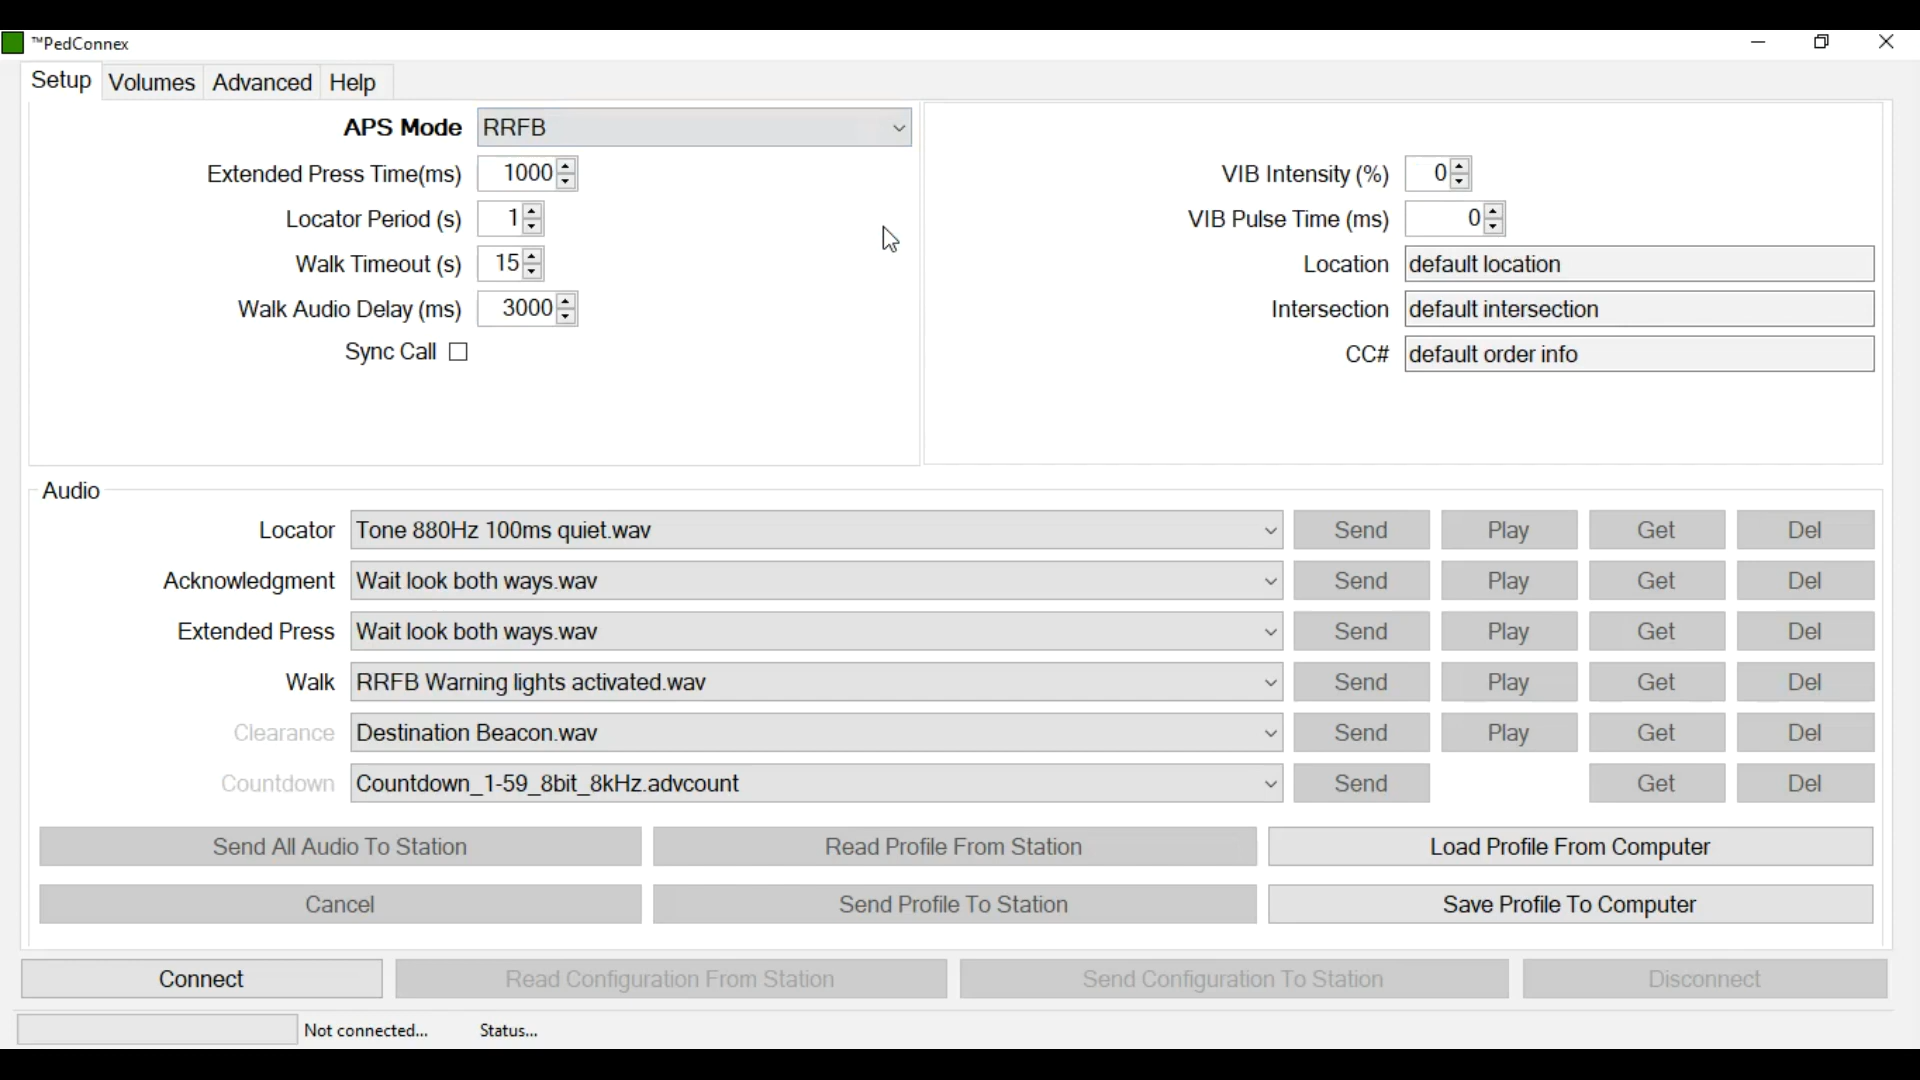 ™PedConnex
Setup Volumes Advanced Help
APS Mode RRFB
Extended Press Time(ms) 1000
Locator Period (s) 1
Walk Timeout (s) 15
Walk Audio Delay (ms) 3000
Sync Call
VIB Intensity (%) 0
VIB Pulse Time (ms) 0
Location default location
Intersection default intersection
CC# default order info
Audio
Locator Tone 880Hz 100ms quiet.wav Send Play Get Del
Acknowledgment Wait look both ways.wav Send Play Get Del
Extended Press Wait look both ways.wav Send Play Get Del
Walk RRFB Warning lights activated.wav Send Play Get Del
Clearance Destination Beacon.wav Send Play Get Del
Countdown Countdown_1-59_8bit_8kHz.advcount Send Get Del
Send All Audio To Station Read Profile From Station Load Profile From Computer
Cancel Send Profile To Station Save Profile To Computer
Connect Read Configuration From Station Send Configuration To Station Disconnect
Not connected... Status...